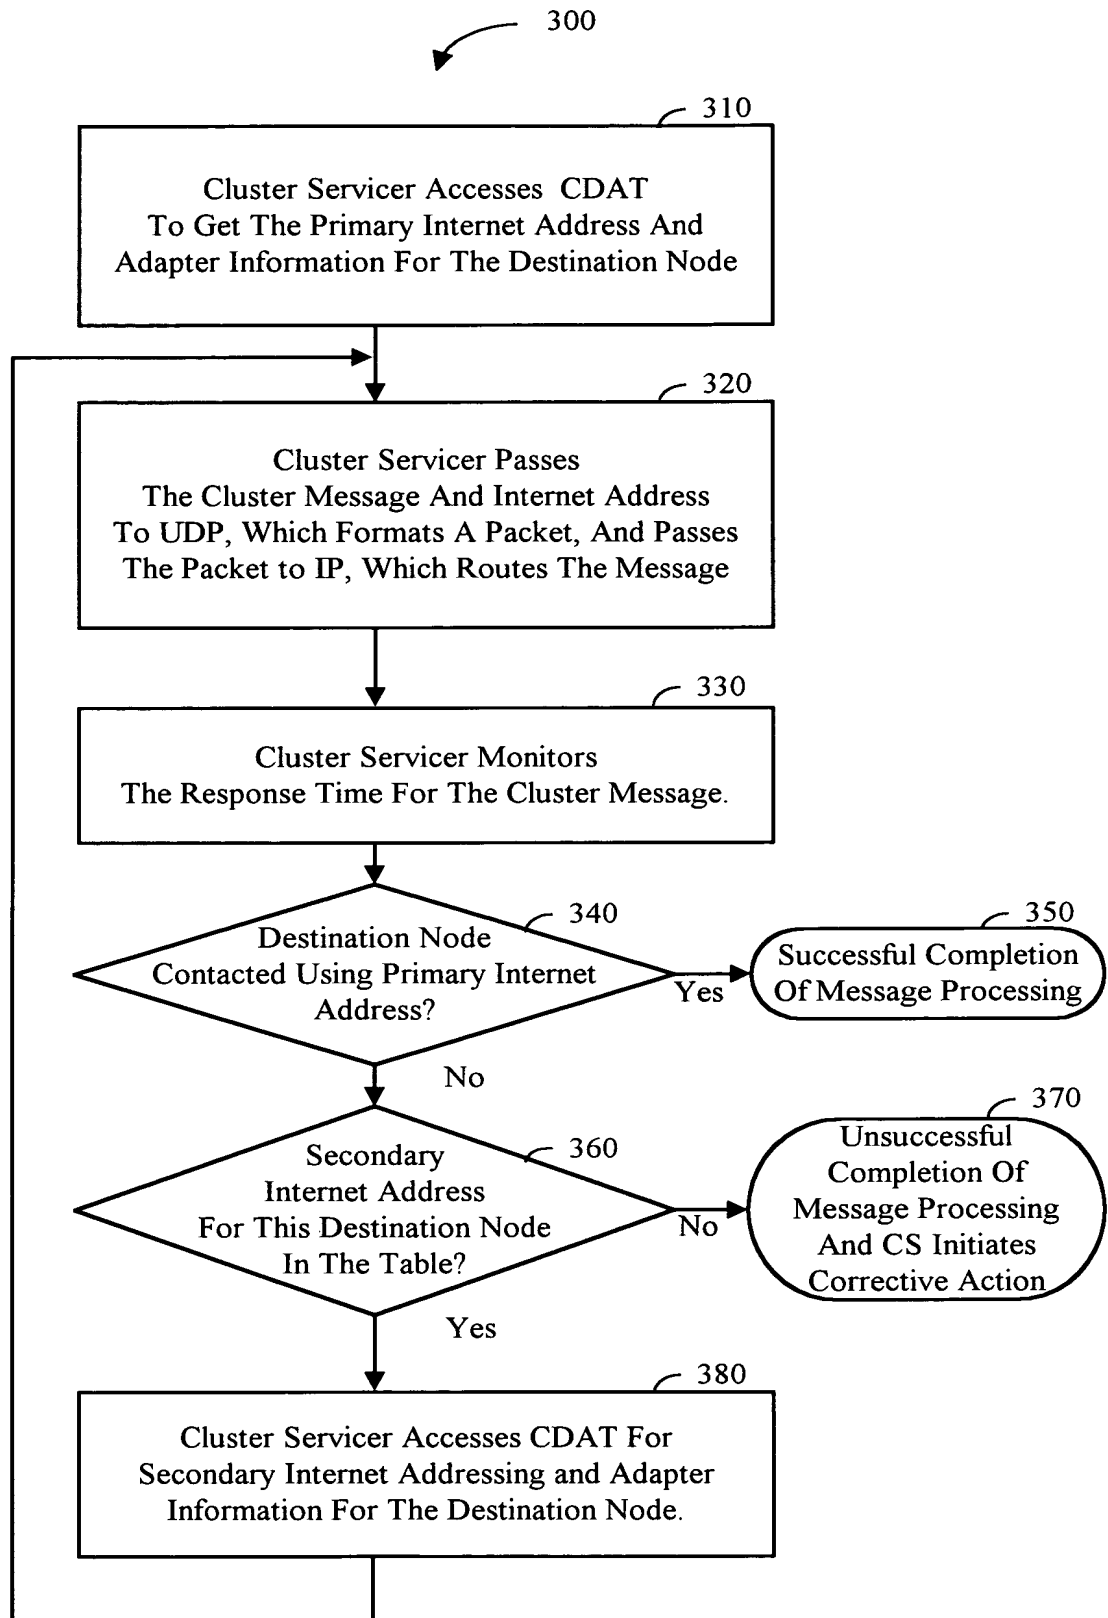 300
310
Cluster Servicer Accesses CDAT
To Get The Primary Internet Address And
Adapter Information For The Destination Node
320
Cluster Servicer Passes
The Cluster Message And Internet Address
To UDP, Which Formats A Packet, And Passes
The Packet to IP, Which Routes The Message
330
Cluster Servicer Monitors
The Response Time For The Cluster Message.
340
Destination Node
Contacted Using Primary Internet
Address?
Yes
350
Successful Completion
Of Message Processing
No
360
Secondary
Internet Address
For This Destination Node
In The Table?
No
370
Unsuccessful
Completion Of
Message Processing
And CS Initiates
Corrective Action
Yes
380
Cluster Servicer Accesses CDAT For
Secondary Internet Addressing and Adapter
Information For The Destination Node.